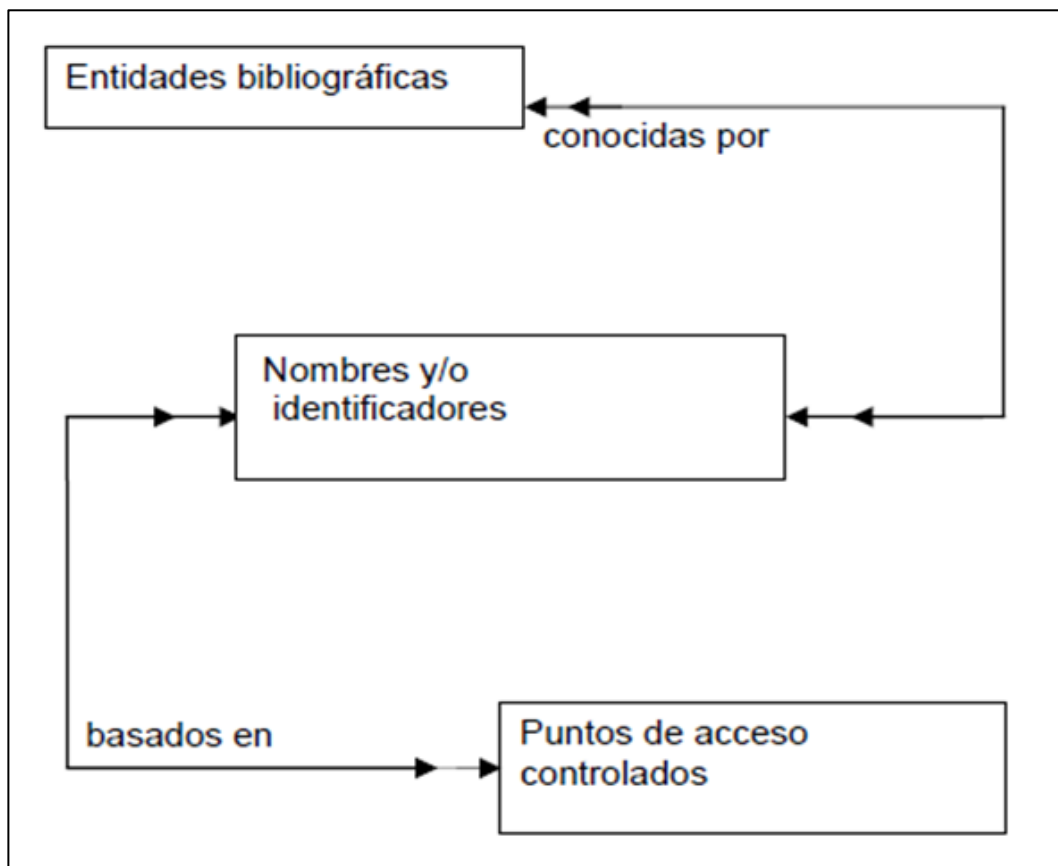 Entidades bibliográficas
conocidas por
Nombres y/o
identificadores
basados en
Puntos de acceso
controlados